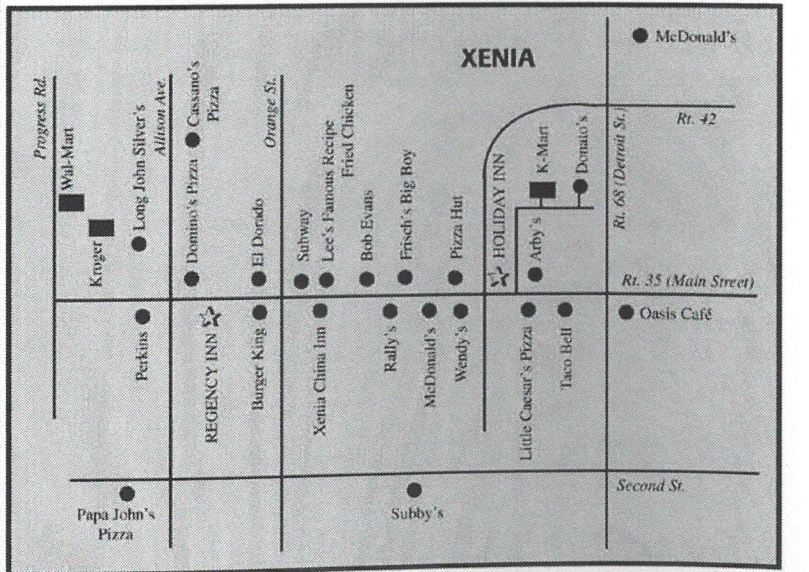 XENIA
McDonald's
Rt. 42
Rt. 68 (Detroit St.)
Progress Rd.
Wal-Mart
Kroger
Long John Silver's
Allison Ave.
Domino's Pizza
Cassano's
Pizza
El Dorado
Orange St.
Subway
Lee's Famous Recipe
Fried Chicken
Bob Evans
Frisch's Big Boy
Pizza Hut
HOLIDAY INN
Arby's
K-Mart
Donato's
Rt. 35 (Main Street)
Perkins
REGENCY INN
Burger King
Xenia China Inn
Rally's
McDonald's
Wendy's
Little Caesar's Pizza
Taco Bell
Oasis Café
Second St.
Papa John's
Pizza
Subby's